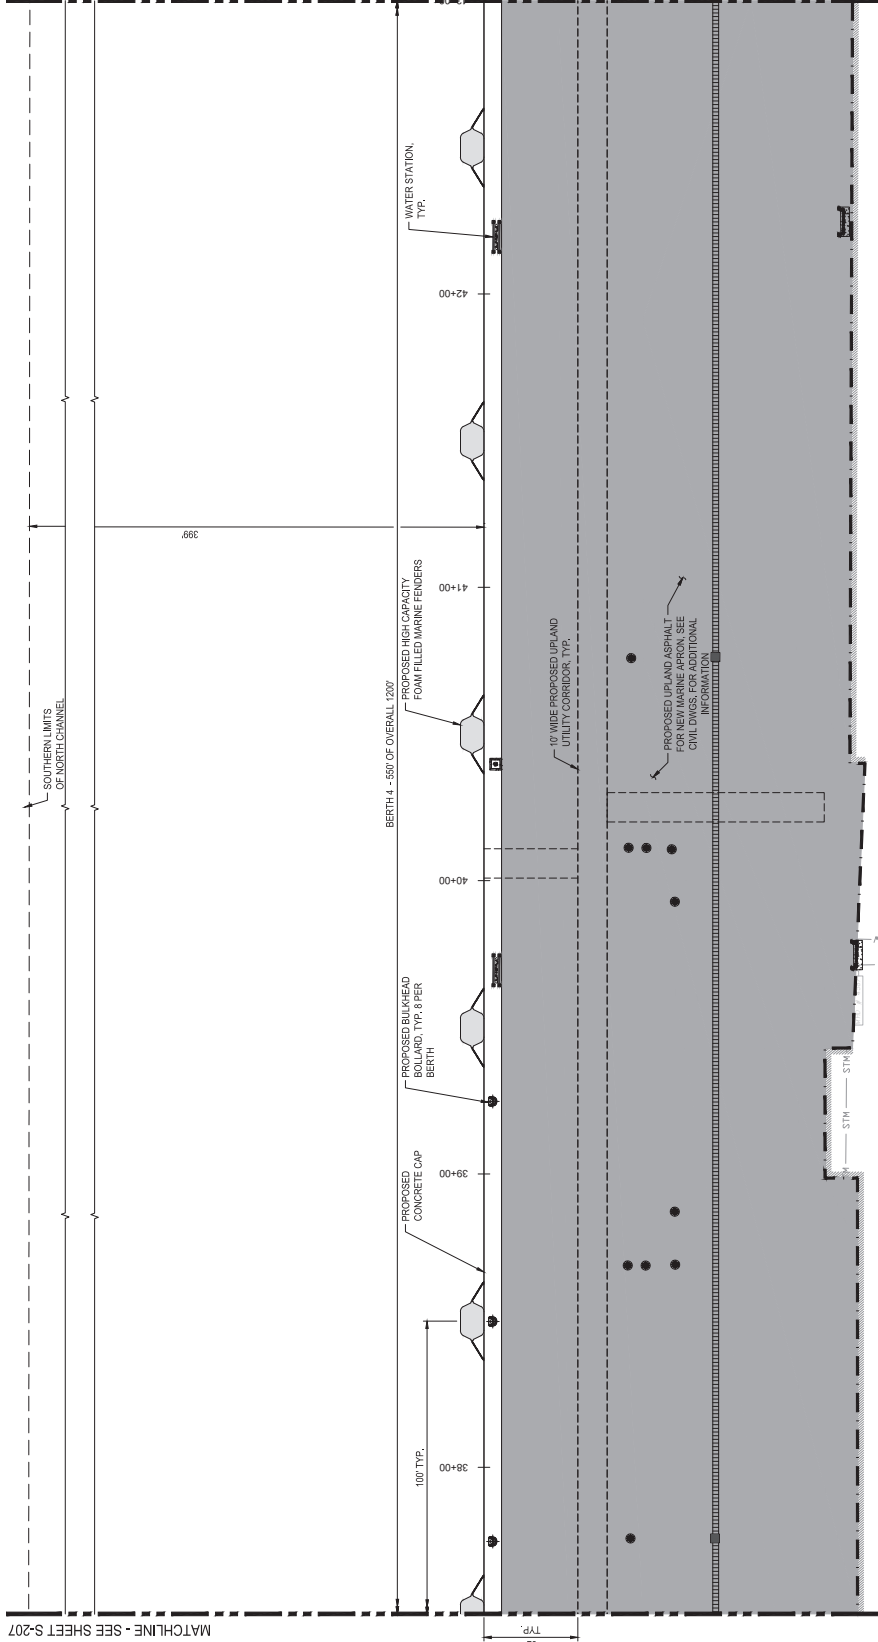 SOUTHERN LIMITS
OF NORTH CHANNEL
WATER STATION,
TYP.
42+00
399'
BERTH 4 - 550' OF OVERALL 1200'
PROPOSED HIGH CAPACITY
FOAM FILLED MARINE FENDERS
41+00
10' WIDE PROPOSED UPLAND
UTILITY CORRIDOR, TYP.
PROPOSED UPLAND ASPHALT
FOR NEW MARINE APRON, SEE
CIVIL DWGS. FOR ADDITIONAL
INFORMATION
40+00
PROPOSED BULKHEAD
BOLLARD, TYP. 8 PER
BERTH
STM
STM
PROPOSED
CONCRETE CAP
39+00
100' TYP.
38+00
MATCHLINE - SEE SHEET S-207
TYP.